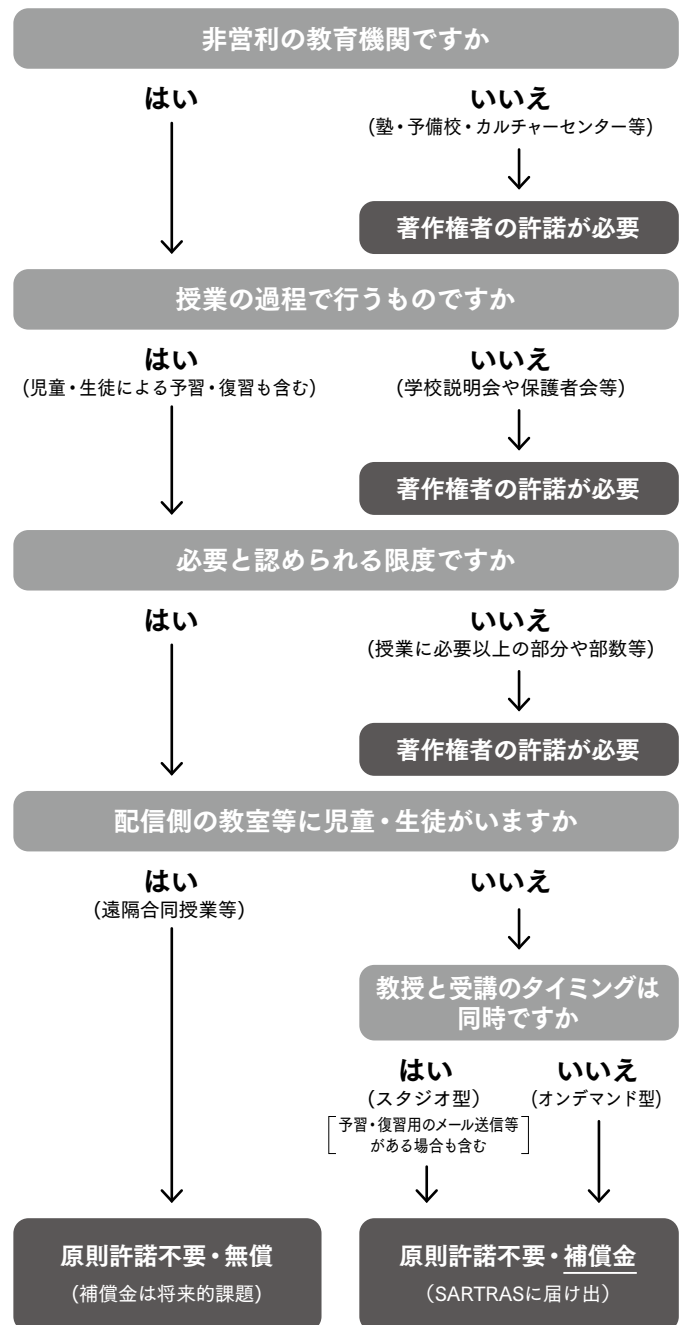 非営利の教育機関ですか
はい
いいえ
(塾・予備校・カルチャーセンター等)
著作権者の許諾が必要
授業の過程で行うものですか
はい
(児童・生徒による予習・復習も含む)
いいえ
(学校説明会や保護者会等)
著作権者の許諾が必要
必要と認められる限度ですか
はい
いいえ
(授業に必要以上の部分や部数等)
著作権者の許諾が必要
配信側の教室等に児童・生徒がいますか
はい
(遠隔合同授業等)
いいえ
教授と受講のタイミングは
同時ですか
はい
(スタジオ型)
予習・復習用のメール送信等
がある場合も含む
いいえ
(オンデマンド型)
原則許諾不要・無償
(補償金は将来的課題)
原則許諾不要・補償金
(SARTRASに届け出)